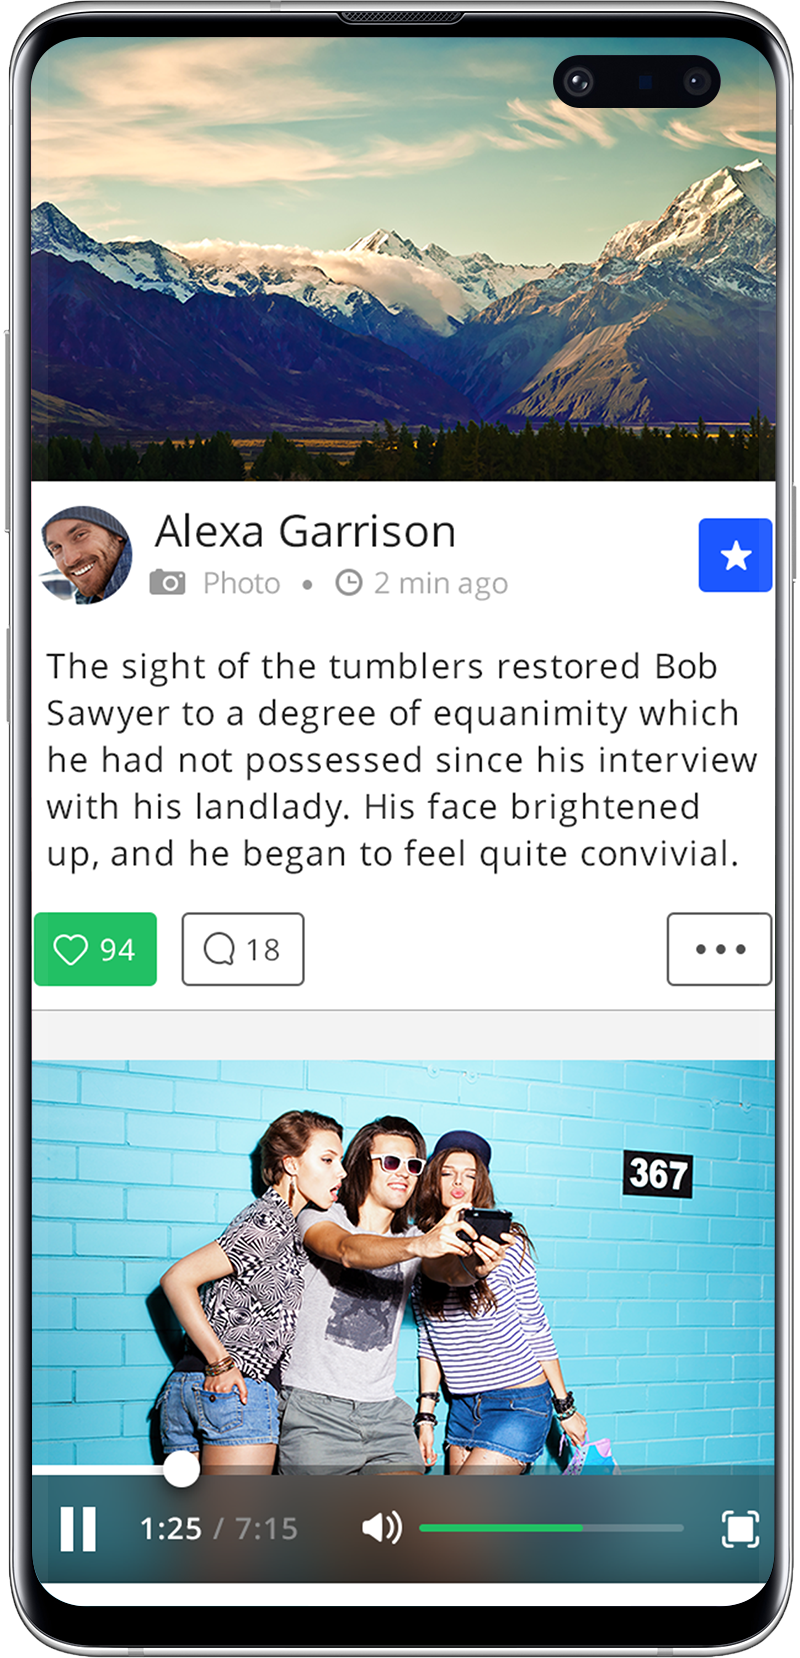 Alexa Garrison
Photo • 2 min ago
The sight of the tumblers restored Bob
Sawyer to a degree of equanimity which
he had not possessed since his interview
with his landlady. His face brightened
up, and he began to feel quite convivial.
94
18
367
1:25 / 7:15